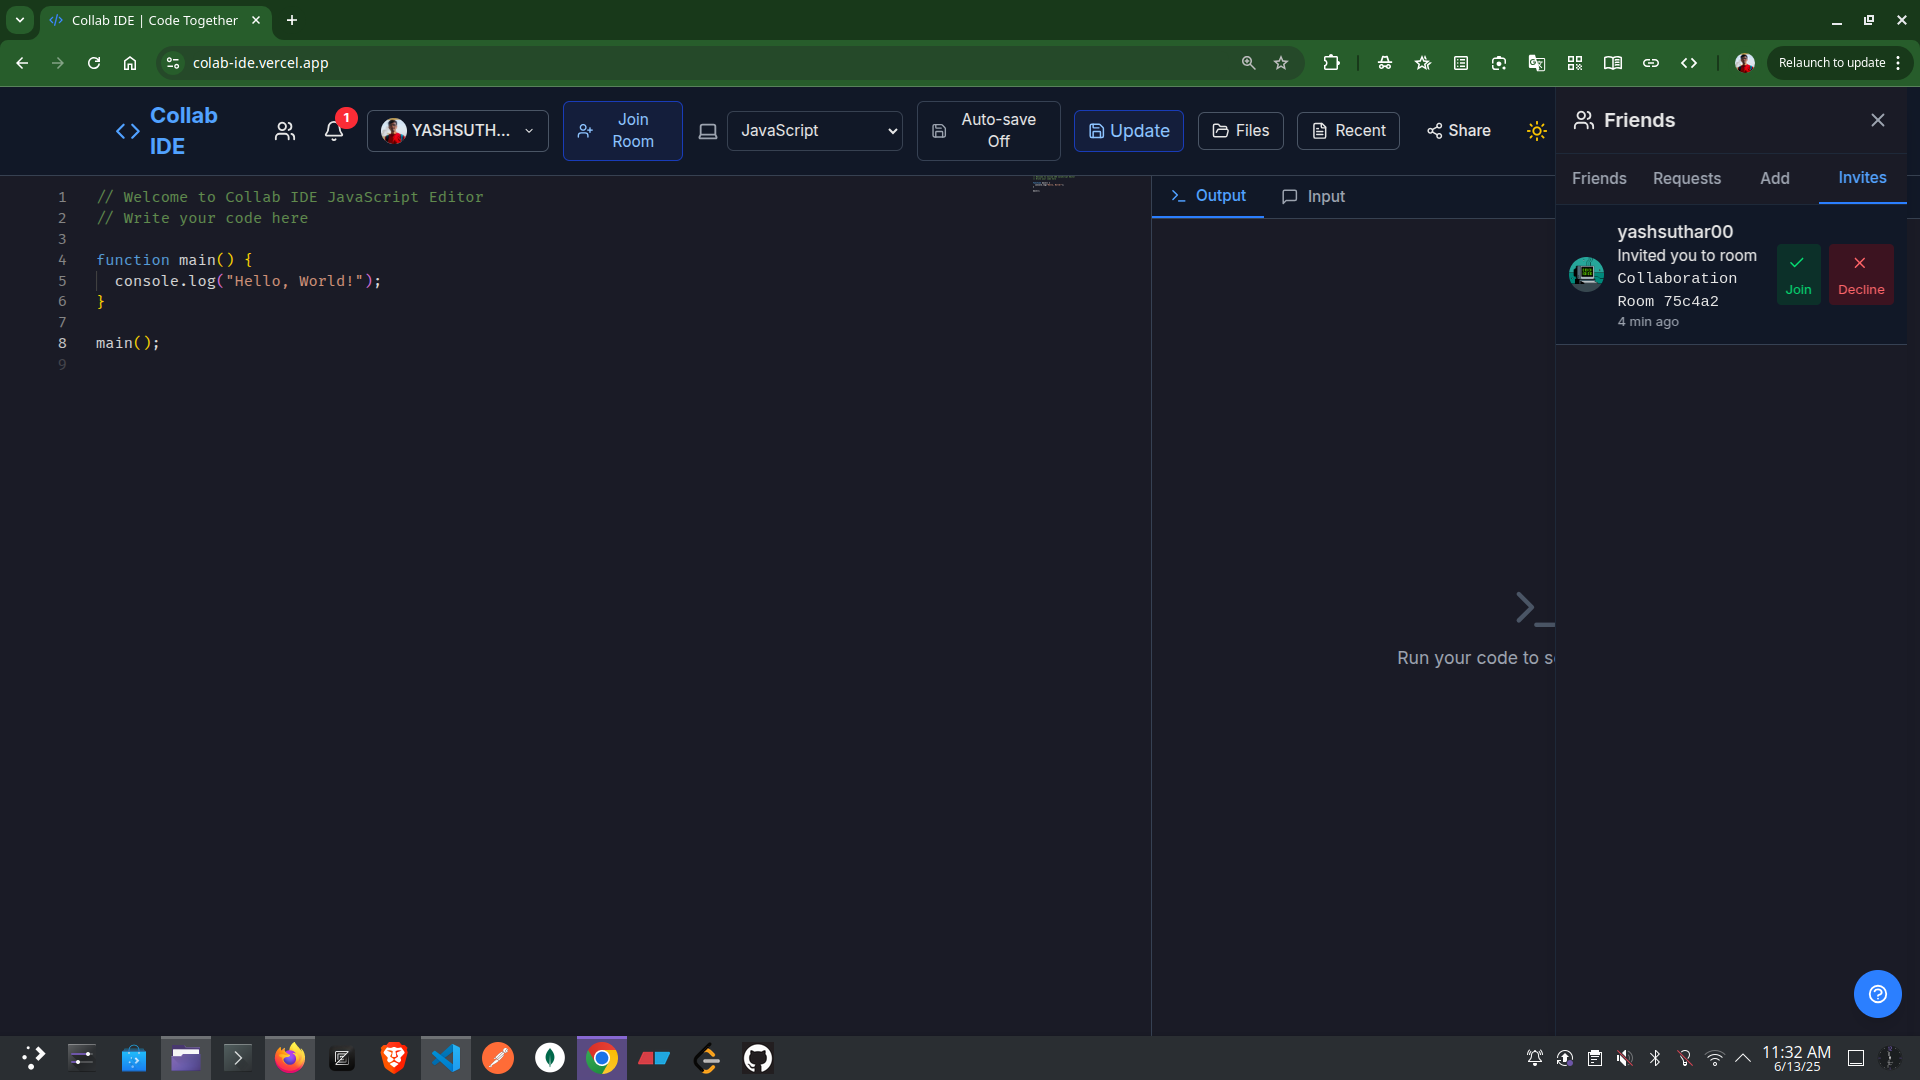 Collab IDE | Code Together
colab-ide.vercel.app
Relaunch to update
Collab
IDE
1
YASHSUTH...
Join
Room
JavaScript
Auto-save
Off
Update
Files
Recent
Share
Friends
Friends
Requests
Add
Invites
1 // Welcome to Collab IDE JavaScript Editor
2 // Write your code here
3
4 function main() {
5 console.log("Hello, World!");
6 }
7
8 main();
9
Output
Input
Run your code to s
yashsuthar00
Invited you to room
Collaboration
Room 75c4a2
4 min ago
Join
Decline
11:32 AM
6/13/25